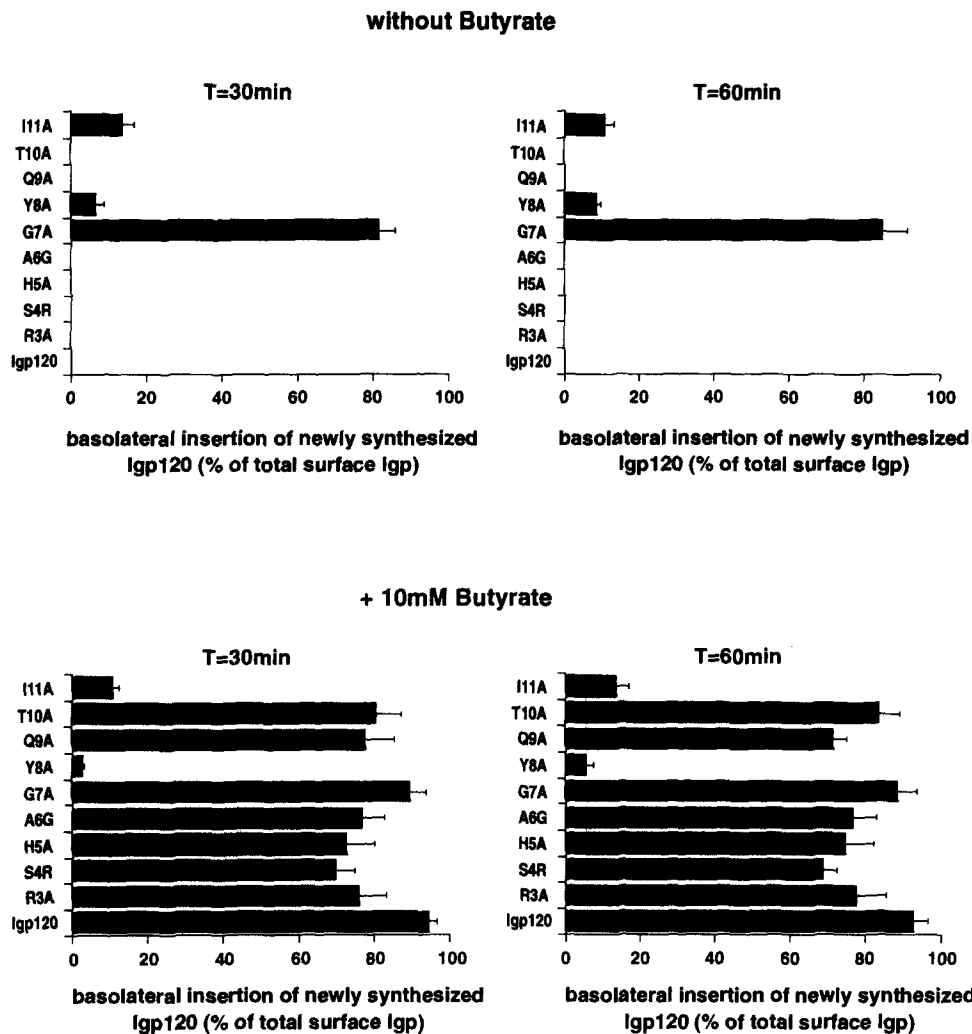 without Butyrate
T=30min
I11A
T10A
Q9A
Y8A
G7A
A6G
H5A
S4R
R3A
lgp120
0 20 40 60 80 100
basolateral insertion of newly synthesized
lgp120 (% of total surface lgp)
T=60min
I11A
T10A
Q9A
Y8A
G7A
A6G
H5A
S4R
R3A
lgp120
0 20 40 60 80 100
basolateral insertion of newly synthesized
lgp120 (% of total surface lgp)
+ 10mM Butyrate
T=30min
I11A
T10A
Q9A
Y8A
G7A
A6G
H5A
S4R
R3A
lgp120
0 20 40 60 80 100
basolateral insertion of newly synthesized
lgp120 (% of total surface lgp)
T=60min
I11A
T10A
Q9A
Y8A
G7A
A6G
H5A
S4R
R3A
lgp120
0 20 40 60 80 100
basolateral insertion of newly synthesized
lgp120 (% of total surface lgp)